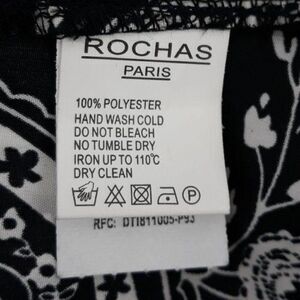 ROCHAS
PARIS
100% POLYESTER
HAND WASH COLD
DO NOT BLEACH
NO TUMBLE DRY
IRON UP TO 110°C
DRY CLEAN
P
RFC: DTI811005-P93